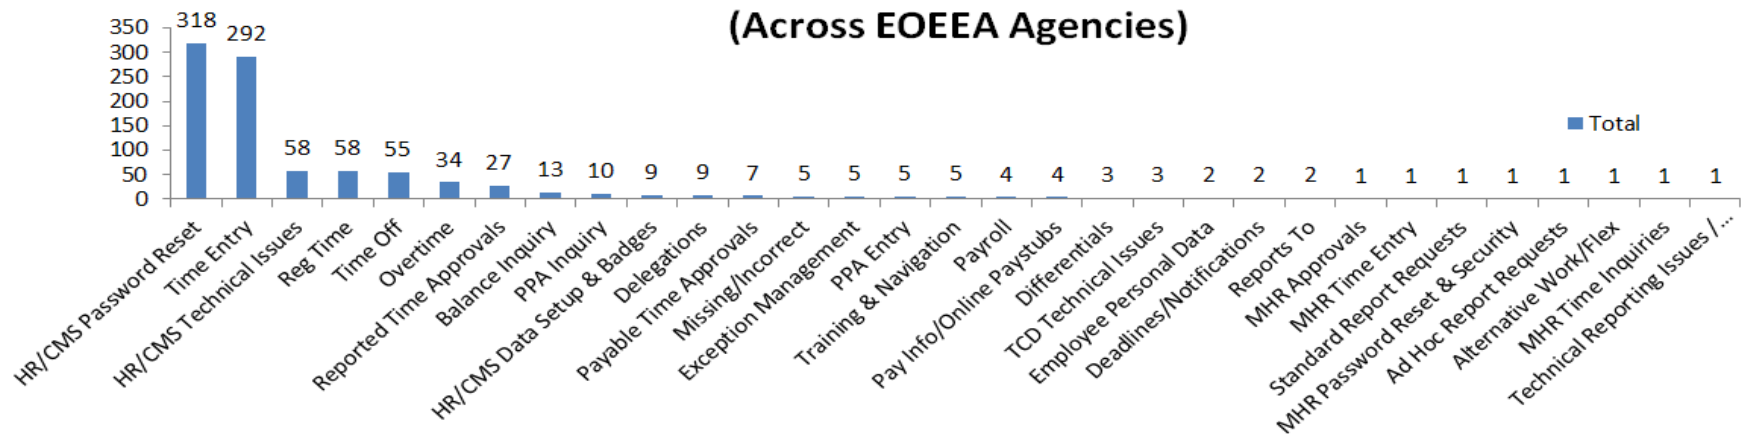 (Across EOEEA Agencies)
350
300
250
200
150
100
50
0
318
292
58
58
55
34
27
13
10
9
9
7
5
5
5
5
4
4
3
3
2
2
2
1
1
1
1
1
1
1
1
Total
HR/CMS Password Reset
Time Entry
HR/CMS Technical Issues
Reg Time
Time Off
Overtime
Reported Time Approvals
Balance Inquiry
PPA Inquiry
HR/CMS Data Setup & Badges
Delegations
Payable Time Approvals
Missing/Incorrect
Exception Management
PPA Entry
Training & Navigation
Payroll
Pay Info/Online Paystubs
Differentials
TCD Technical Issues
Employee Personal Data
Deadlines/Notifications
Reports To
MHR Approvals
MHR Time Entry
Standard Report Requests
MHR Password Reset & Security
Ad Hoc Report Requests
Alternative Work/Flex
MHR Time Inquiries
Technical Reporting Issues /...